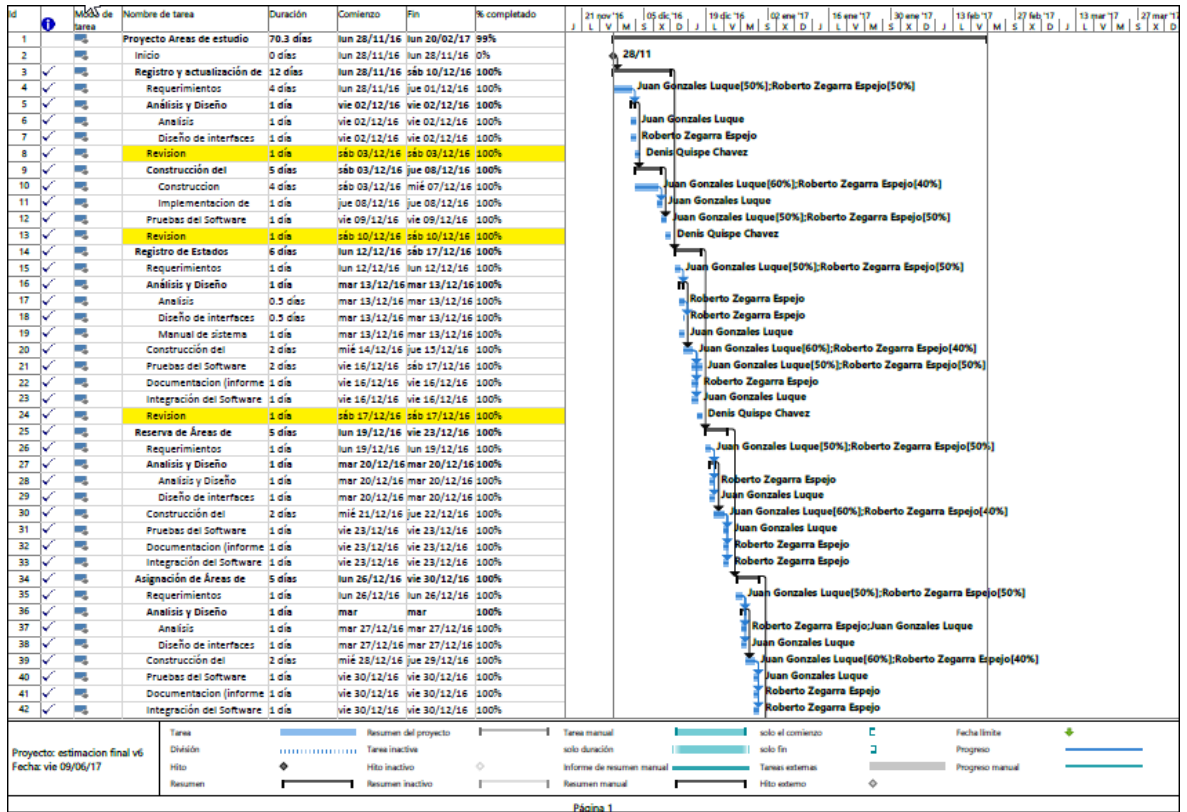 Id Modo de tarea Nombre de tarea Duración Comienzo Fin % completado
21 nov '16 05 dic '16 19 dic '16 02 ene '17 16 ene '17 30 ene '17 13 feb '17 27 feb '17 13 mar '17 27 mar '17
J L V M S X D J L V M S X D J L V M S X D J L V M S X D J L V M S X D
1 Proyecto Areas de estudio 70.3 días lun 28/11/16 lun 20/02/17 99%
2 Inicio 0 días lun 28/11/16 lun 28/11/16 0% 28/11
3 Registro y actualización de 12 días lun 28/11/16 sáb 10/12/16 100%
4 Requerimientos 4 días lun 28/11/16 jue 01/12/16 100% Juan Gonzales Luque[50%];Roberto Zegarra Espejo[50%]
5 Análisis y Diseño 1 día vie 02/12/16 vie 02/12/16 100%
6 Analisis 1 día vie 02/12/16 vie 02/12/16 100% Juan Gonzales Luque
7 Diseño de interfaces 1 día vie 02/12/16 vie 02/12/16 100% Roberto Zegarra Espejo
8 Revision 1 día sáb 03/12/16 sáb 03/12/16 100% Denis Quispe Chavez
9 Construcción del 5 días sáb 03/12/16 jue 08/12/16 100%
10 Construccion 4 días sáb 03/12/16 mié 07/12/16 100% Juan Gonzales Luque[60%];Roberto Zegarra Espejo[40%]
11 Implementacion de 1 día jue 08/12/16 jue 08/12/16 100% Juan Gonzales Luque
12 Pruebas del Software 1 día vie 09/12/16 vie 09/12/16 100% Juan Gonzales Luque[50%];Roberto Zegarra Espejo[50%]
13 Revision 1 día sáb 10/12/16 sáb 10/12/16 100% Denis Quispe Chavez
14 Registro de Estados 6 días lun 12/12/16 sáb 17/12/16 100%
15 Requerimientos 1 día lun 12/12/16 lun 12/12/16 100% Juan Gonzales Luque[50%];Roberto Zegarra Espejo[50%]
16 Análisis y Diseño 1 día mar 13/12/16 mar 13/12/16 100%
17 Analisis 0.5 días mar 13/12/16 mar 13/12/16 100% Roberto Zegarra Espejo
18 Diseño de interfaces 0.5 días mar 13/12/16 mar 13/12/16 100% Roberto Zegarra Espejo
19 Manual de sistema 1 día mar 13/12/16 mar 13/12/16 100% Juan Gonzales Luque
20 Construcción del 2 días mié 14/12/16 jue 15/12/16 100% Juan Gonzales Luque[60%];Roberto Zegarra Espejo[40%]
21 Pruebas del Software 2 días vie 16/12/16 sáb 17/12/16 100% Juan Gonzales Luque[50%];Roberto Zegarra Espejo[50%]
22 Documentacion (informe 1 día vie 16/12/16 vie 16/12/16 100% Roberto Zegarra Espejo
23 Integración del Software 1 día vie 16/12/16 vie 16/12/16 100% Juan Gonzales Luque
24 Revision 1 día sáb 17/12/16 sáb 17/12/16 100% Denis Quispe Chavez
25 Reserva de Áreas de 5 días lun 19/12/16 vie 23/12/16 100%
26 Requerimientos 1 día lun 19/12/16 lun 19/12/16 100% Juan Gonzales Luque[50%];Roberto Zegarra Espejo[50%]
27 Analisis y Diseño 1 día mar 20/12/16 mar 20/12/16 100%
28 Analisis y Diseño 1 día mar 20/12/16 mar 20/12/16 100% Roberto Zegarra Espejo
29 Diseño de interfaces 1 día mar 20/12/16 mar 20/12/16 100% Juan Gonzales Luque
30 Construcción del 2 días mié 21/12/16 jue 22/12/16 100% Juan Gonzales Luque[60%];Roberto Zegarra Espejo[40%]
31 Pruebas del Software 1 día vie 23/12/16 vie 23/12/16 100% Juan Gonzales Luque
32 Documentacion (informe 1 día vie 23/12/16 vie 23/12/16 100% Roberto Zegarra Espejo
33 Integración del Software 1 día vie 23/12/16 vie 23/12/16 100% Roberto Zegarra Espejo
34 Asignación de Áreas de 5 días lun 26/12/16 vie 30/12/16 100%
35 Requerimientos 1 día lun 26/12/16 lun 26/12/16 100% Juan Gonzales Luque[50%];Roberto Zegarra Espejo[50%]
36 Analisis y Diseño 1 día mar mar 100%
37 Analisis 1 día mar 27/12/16 mar 27/12/16 100% Roberto Zegarra Espejo;Juan Gonzales Luque
38 Diseño de interfaces 1 día mar 27/12/16 mar 27/12/16 100% Juan Gonzales Luque
39 Construcción del 2 días mié 28/12/16 jue 29/12/16 100% Juan Gonzales Luque[60%];Roberto Zegarra Espejo[40%]
40 Pruebas del Software 1 día vie 30/12/16 vie 30/12/16 100% Juan Gonzales Luque
41 Documentacion (informe 1 día vie 30/12/16 vie 30/12/16 100% Roberto Zegarra Espejo
42 Integración del Software 1 día vie 30/12/16 vie 30/12/16 100% Roberto Zegarra Espejo
Proyecto: estimacion final v6
Fecha: vie 09/06/17
Tarea Resumen del proyecto Tarea manual solo el comienzo Fecha límite
División Tarea inactiva solo duración solo fin Progreso
Hito Hito inactivo Informe de resumen manual Tareas externas Progreso manual
Resumen Resumen inactivo Resumen manual Hito externo
Página 1